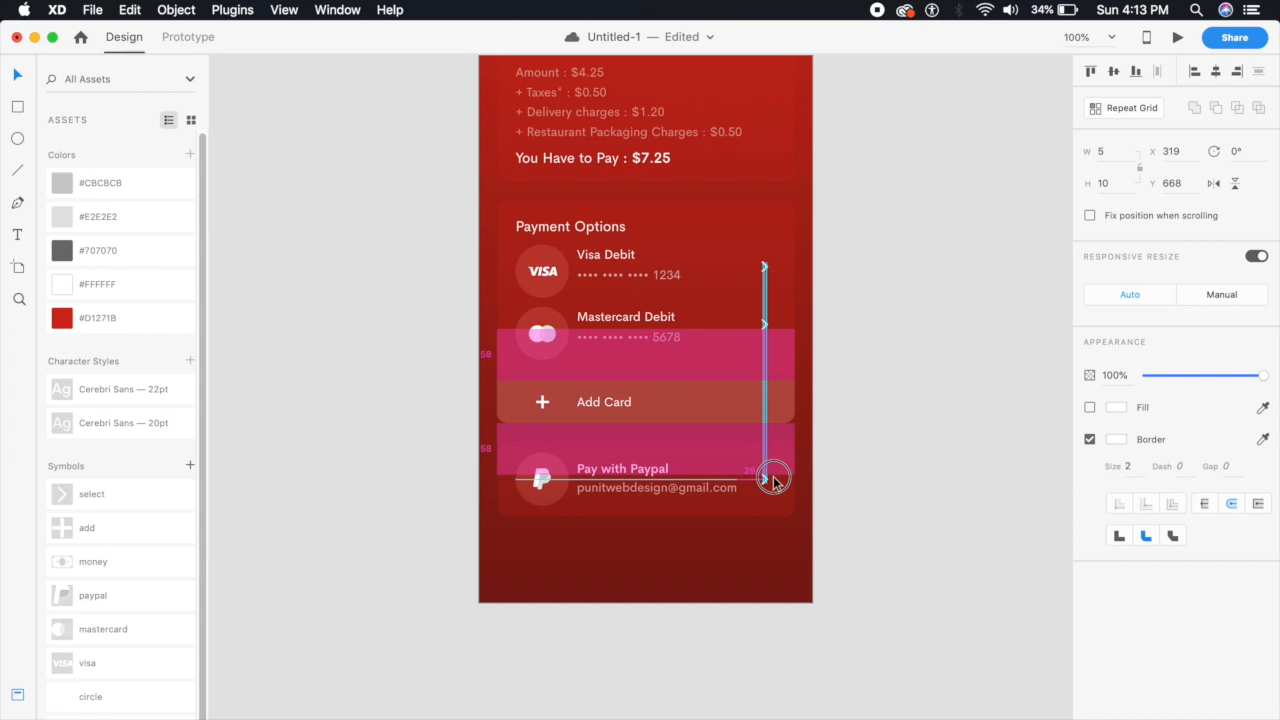 XD File Edit Object Plugins View Window Help 34% Sun 4:13 PM
Design Prototype Untitled-1 — Edited 100% Share
All Assets
ASSETS
Colors
#CBCBCB
#E2E2E2
#707070
#FFFFFF
#D1271B
Character Styles
Ag Cerebri Sans — 22pt
Ag Cerebri Sans — 20pt
Symbols
select
add
money
paypal
mastercard
VISA visa
circle
Amount : $4.25
+ Taxes* : $0.50
+ Delivery charges : $1.20
+ Restaurant Packaging Charges : $0.50
You Have to Pay : $7.25
Payment Options
VISA
Visa Debit
•••• •••• •••• 1234
Mastercard Debit
•••• •••• •••• 5678
58
Add Card
58
Pay with Paypal
punitwebdesign@gmail.com
Repeat Grid
W 5 X 319 0°
H 10 Y 668
Fix position when scrolling
RESPONSIVE RESIZE
Auto Manual
APPEARANCE
100%
Fill
Border
Size 2 Dash 0 Gap 0